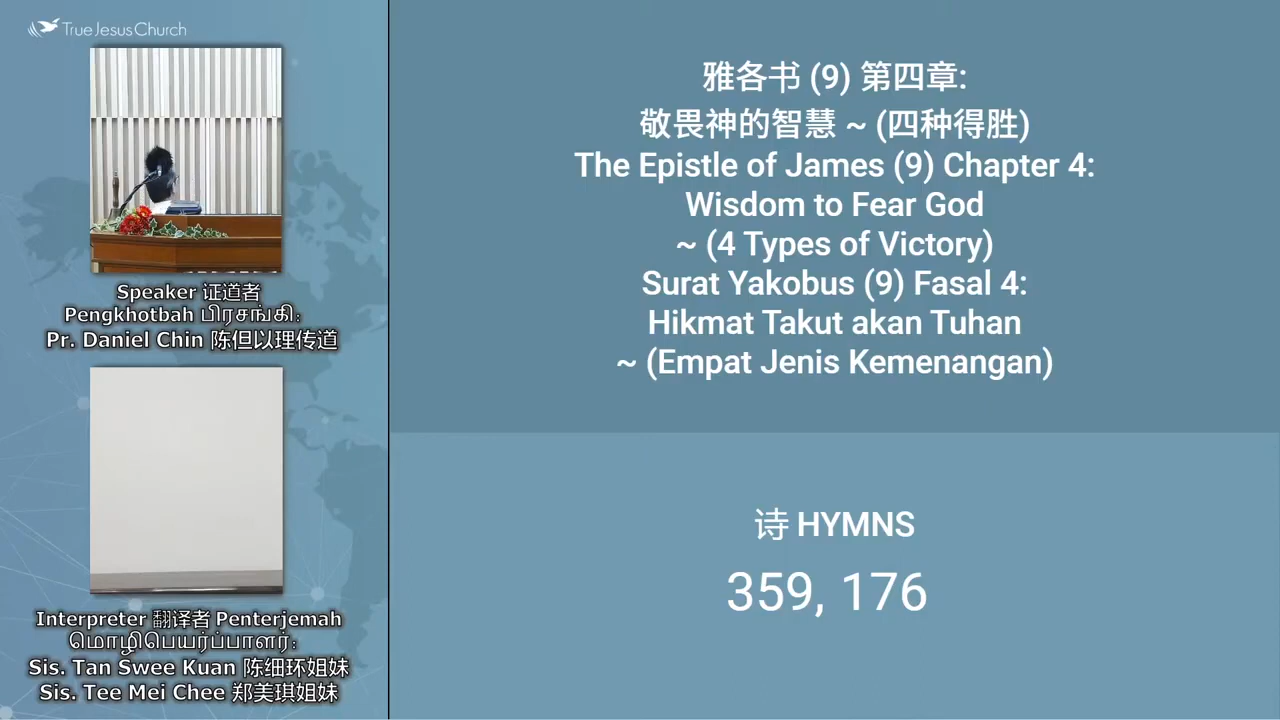 TrueJesusChurch
Speaker 证道者
Pengkhotbah பிரசங்கி:
Pr. Daniel Chin 陈但以理传道
Interpreter 翻译者 Penterjemah
மொழிபெயர்ப்பாளர்:
Sis. Tan Swee Kuan 陈细环姐妹
Sis. Tee Mei Chee 郑美琪姐妹
雅各书 (9) 第四章:
敬畏神的智慧 ~ (四种得胜)
The Epistle of James (9) Chapter 4:
Wisdom to Fear God
~ (4 Types of Victory)
Surat Yakobus (9) Fasal 4:
Hikmat Takut akan Tuhan
~ (Empat Jenis Kemenangan)
诗 HYMNS
359, 176